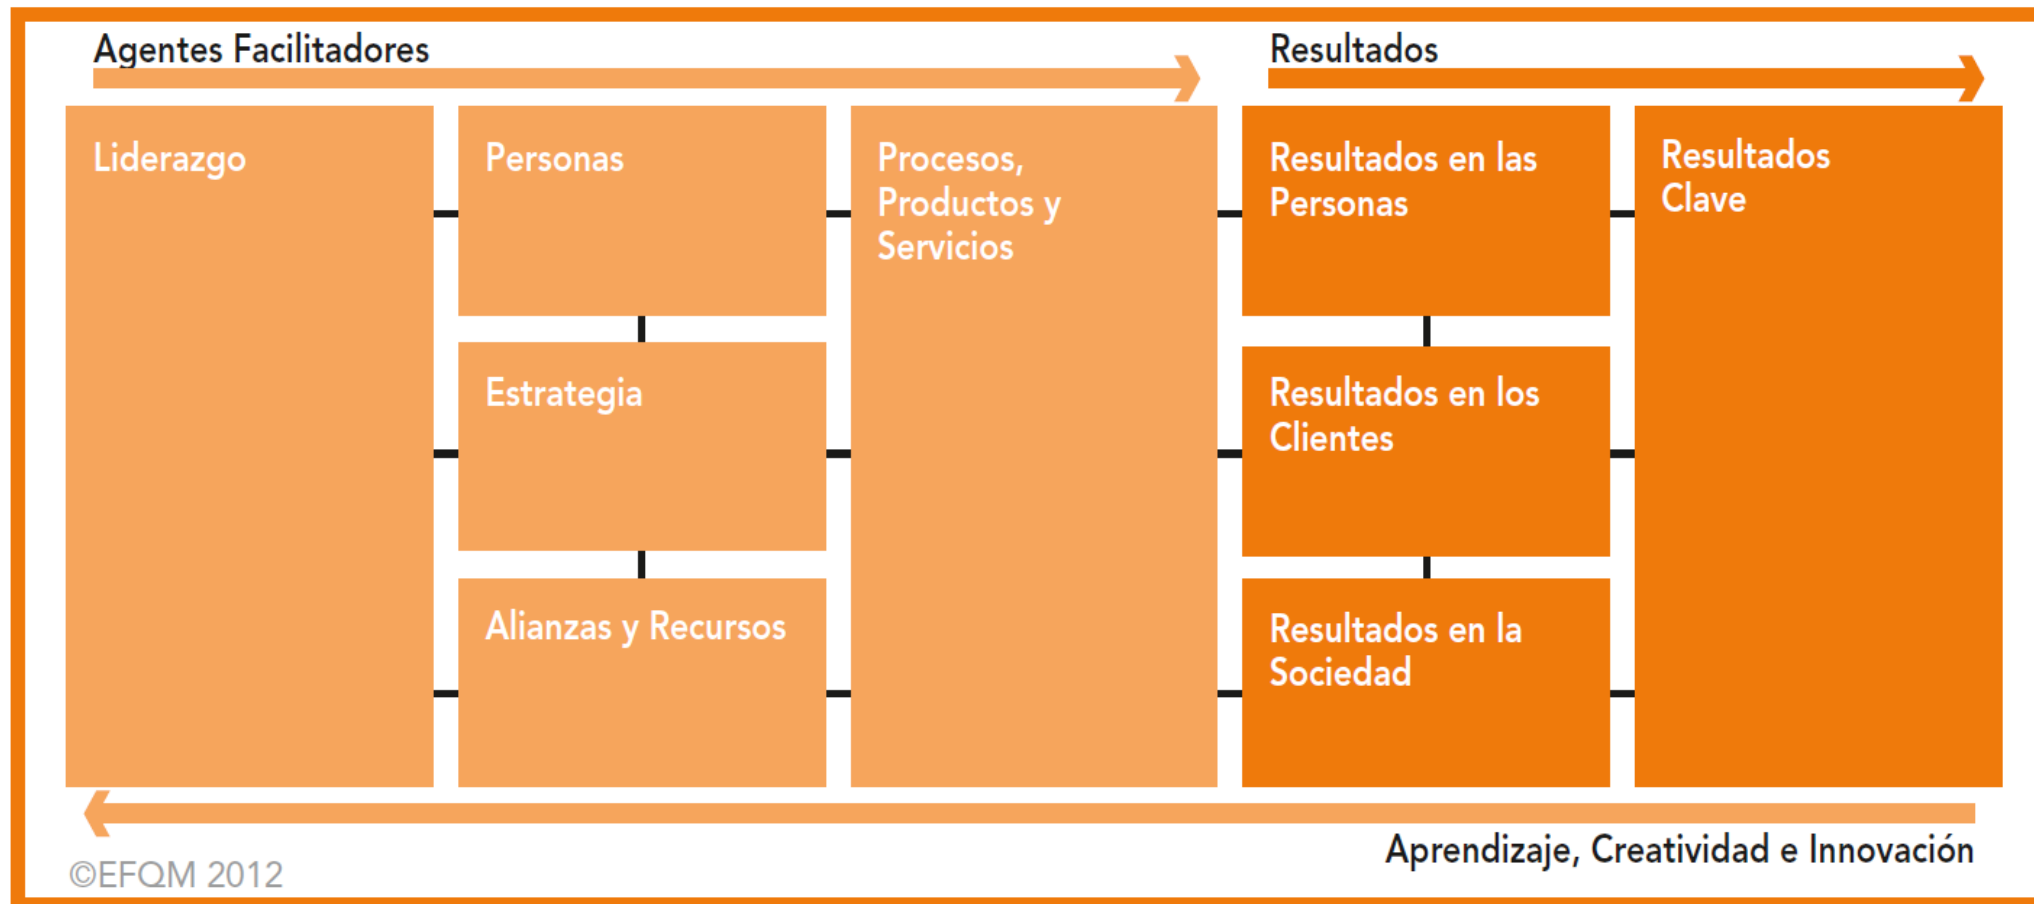 Agentes Facilitadores
Resultados
Liderazgo
Personas
Procesos,
Productos y
Servicios
Resultados en las
Personas
Resultados
Clave
Estrategia
Resultados en los
Clientes
Alianzas y Recursos
Resultados en la
Sociedad
Aprendizaje, Creatividad e Innovación
©EFQM 2012